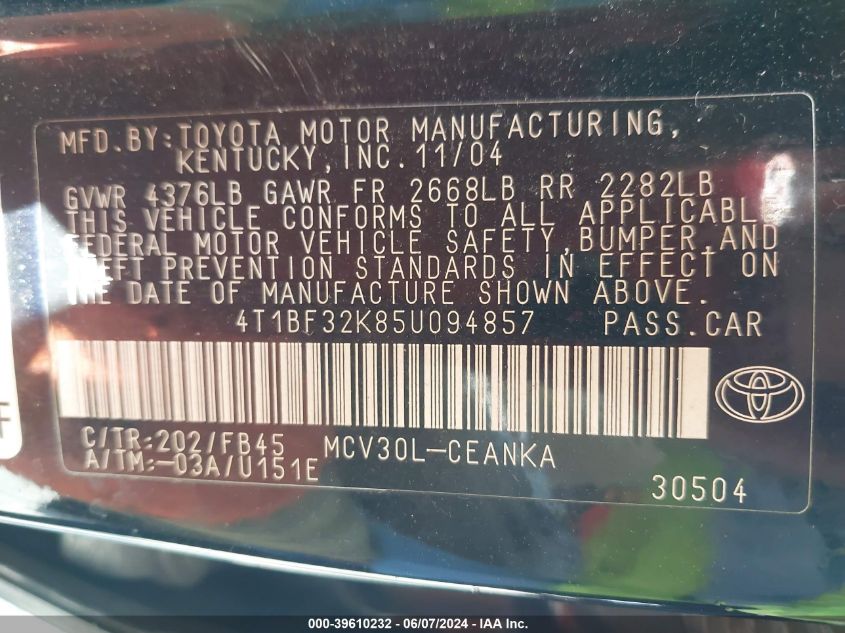 MFD.BY:TOYOTA MOTOR MANUFACTURING,
KENTUCKY,INC.11/04
GVWR 4376LB GAWR FR 2668LB RR 2282LB
THIS VEHICLE CONFORMS TO ALL APPLICABLE
FEDERAL MOTOR VEHICLE SAFETY,BUMPER,AND
THEFT PREVENTION STANDARDS IN EFFECT ON
THE DATE OF MANUFACTURE SHOWN ABOVE.
4T1BF32K85U094857 PASS.CAR
C/TR:202/FB45 MCV30L-CEANKA
A/TM:-03A/U151E
30504
F
000-39610232 - 06/07/2024 - IAA Inc.